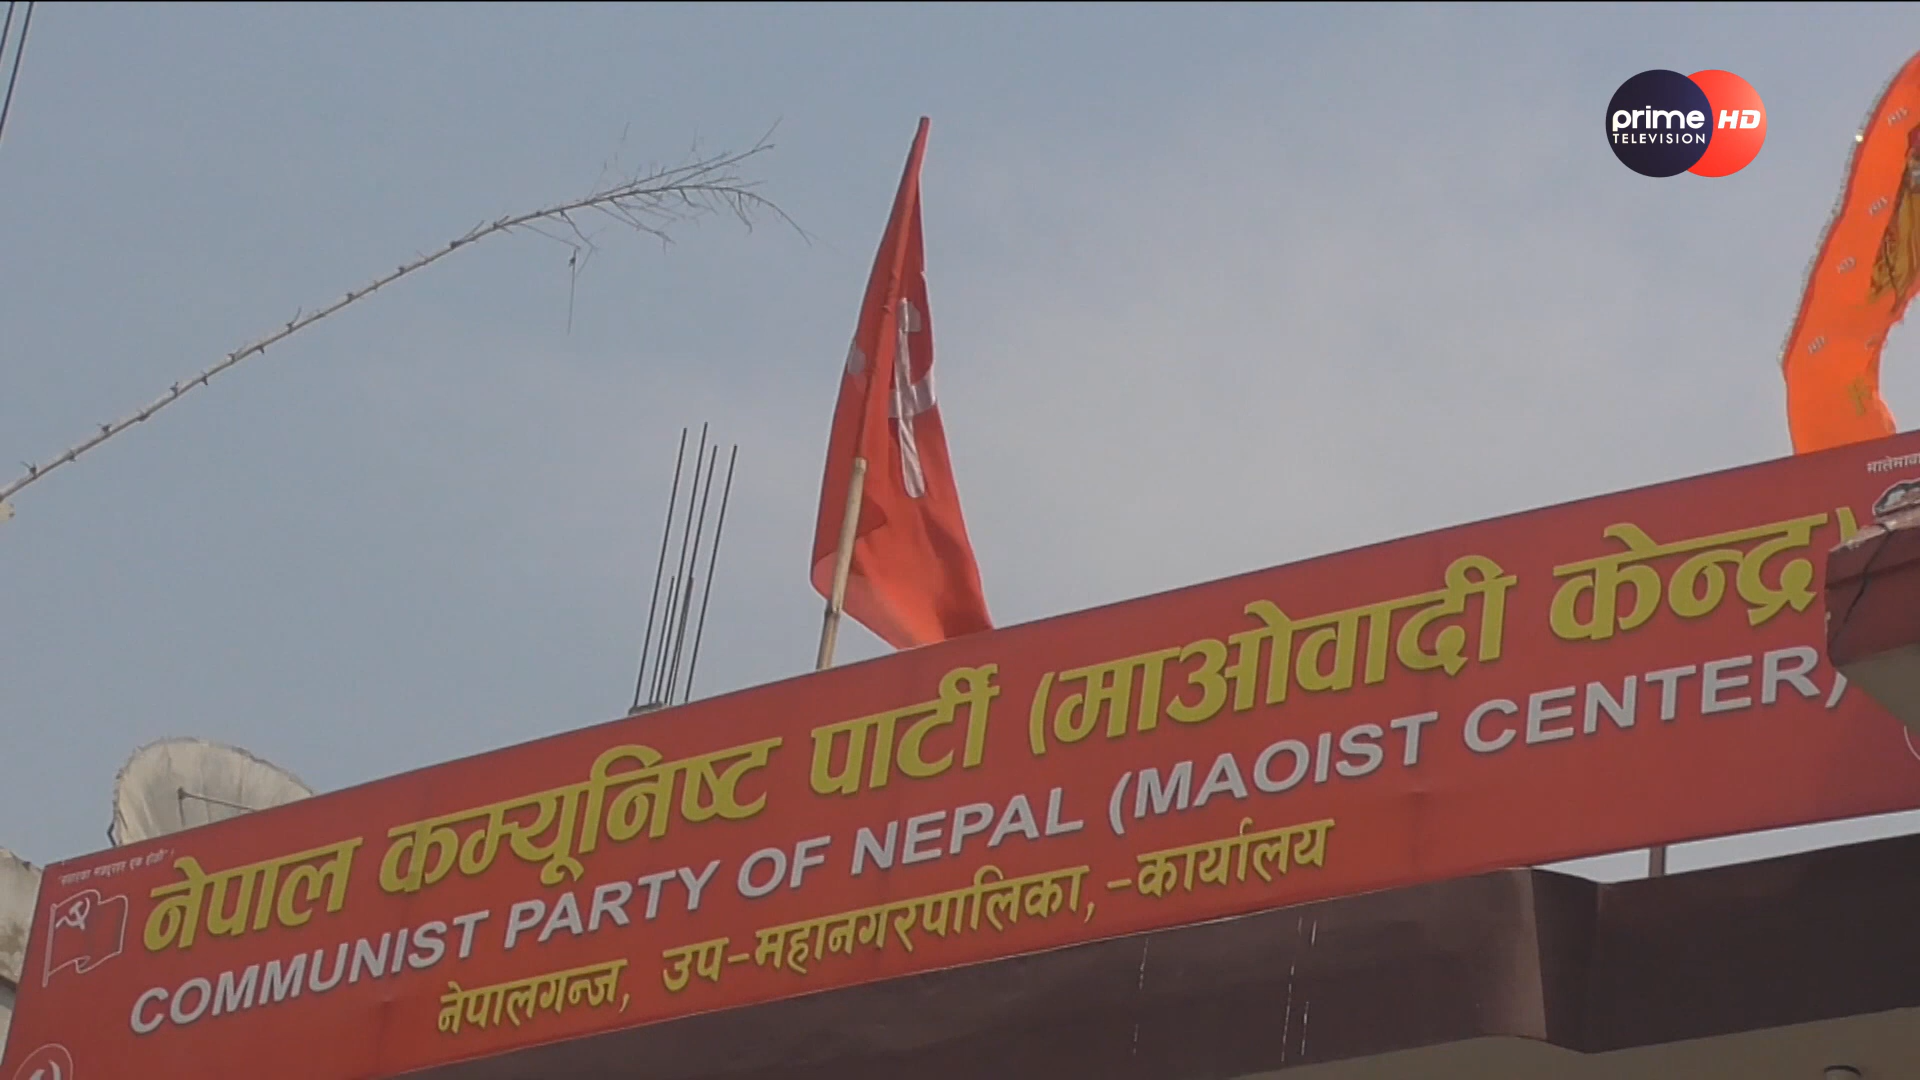 prime HD
TELEVISION
नेपाल कम्यूनिष्ट पार्टी (माओवादी केन्द्र)
COMMUNIST PARTY OF NEPAL (MAOIST CENTER)
नेपालगन्ज, उप-महानगरपालिका,-कार्यालय